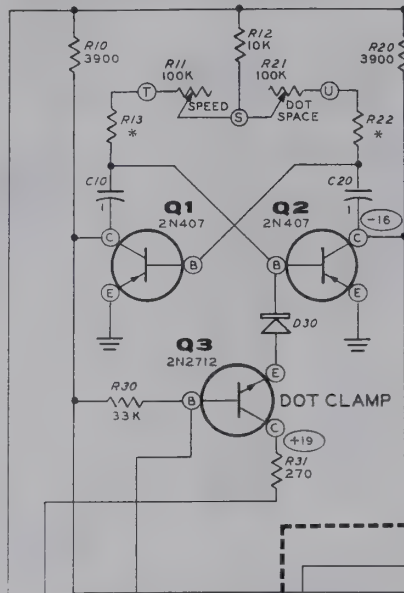 R10
3900
R11
100K
R12
10K
R21
100K
R20
3900
T
SPEED
S
DOT
SPACE
U
R13
*
R22
*
C10
1
C20
1
Q1
2N407
Q2
2N407
-16
C
B
E
B
C
E
D30
Q3
2N2712
R30
33K
B
E
C
DOT CLAMP
+19
R31
270